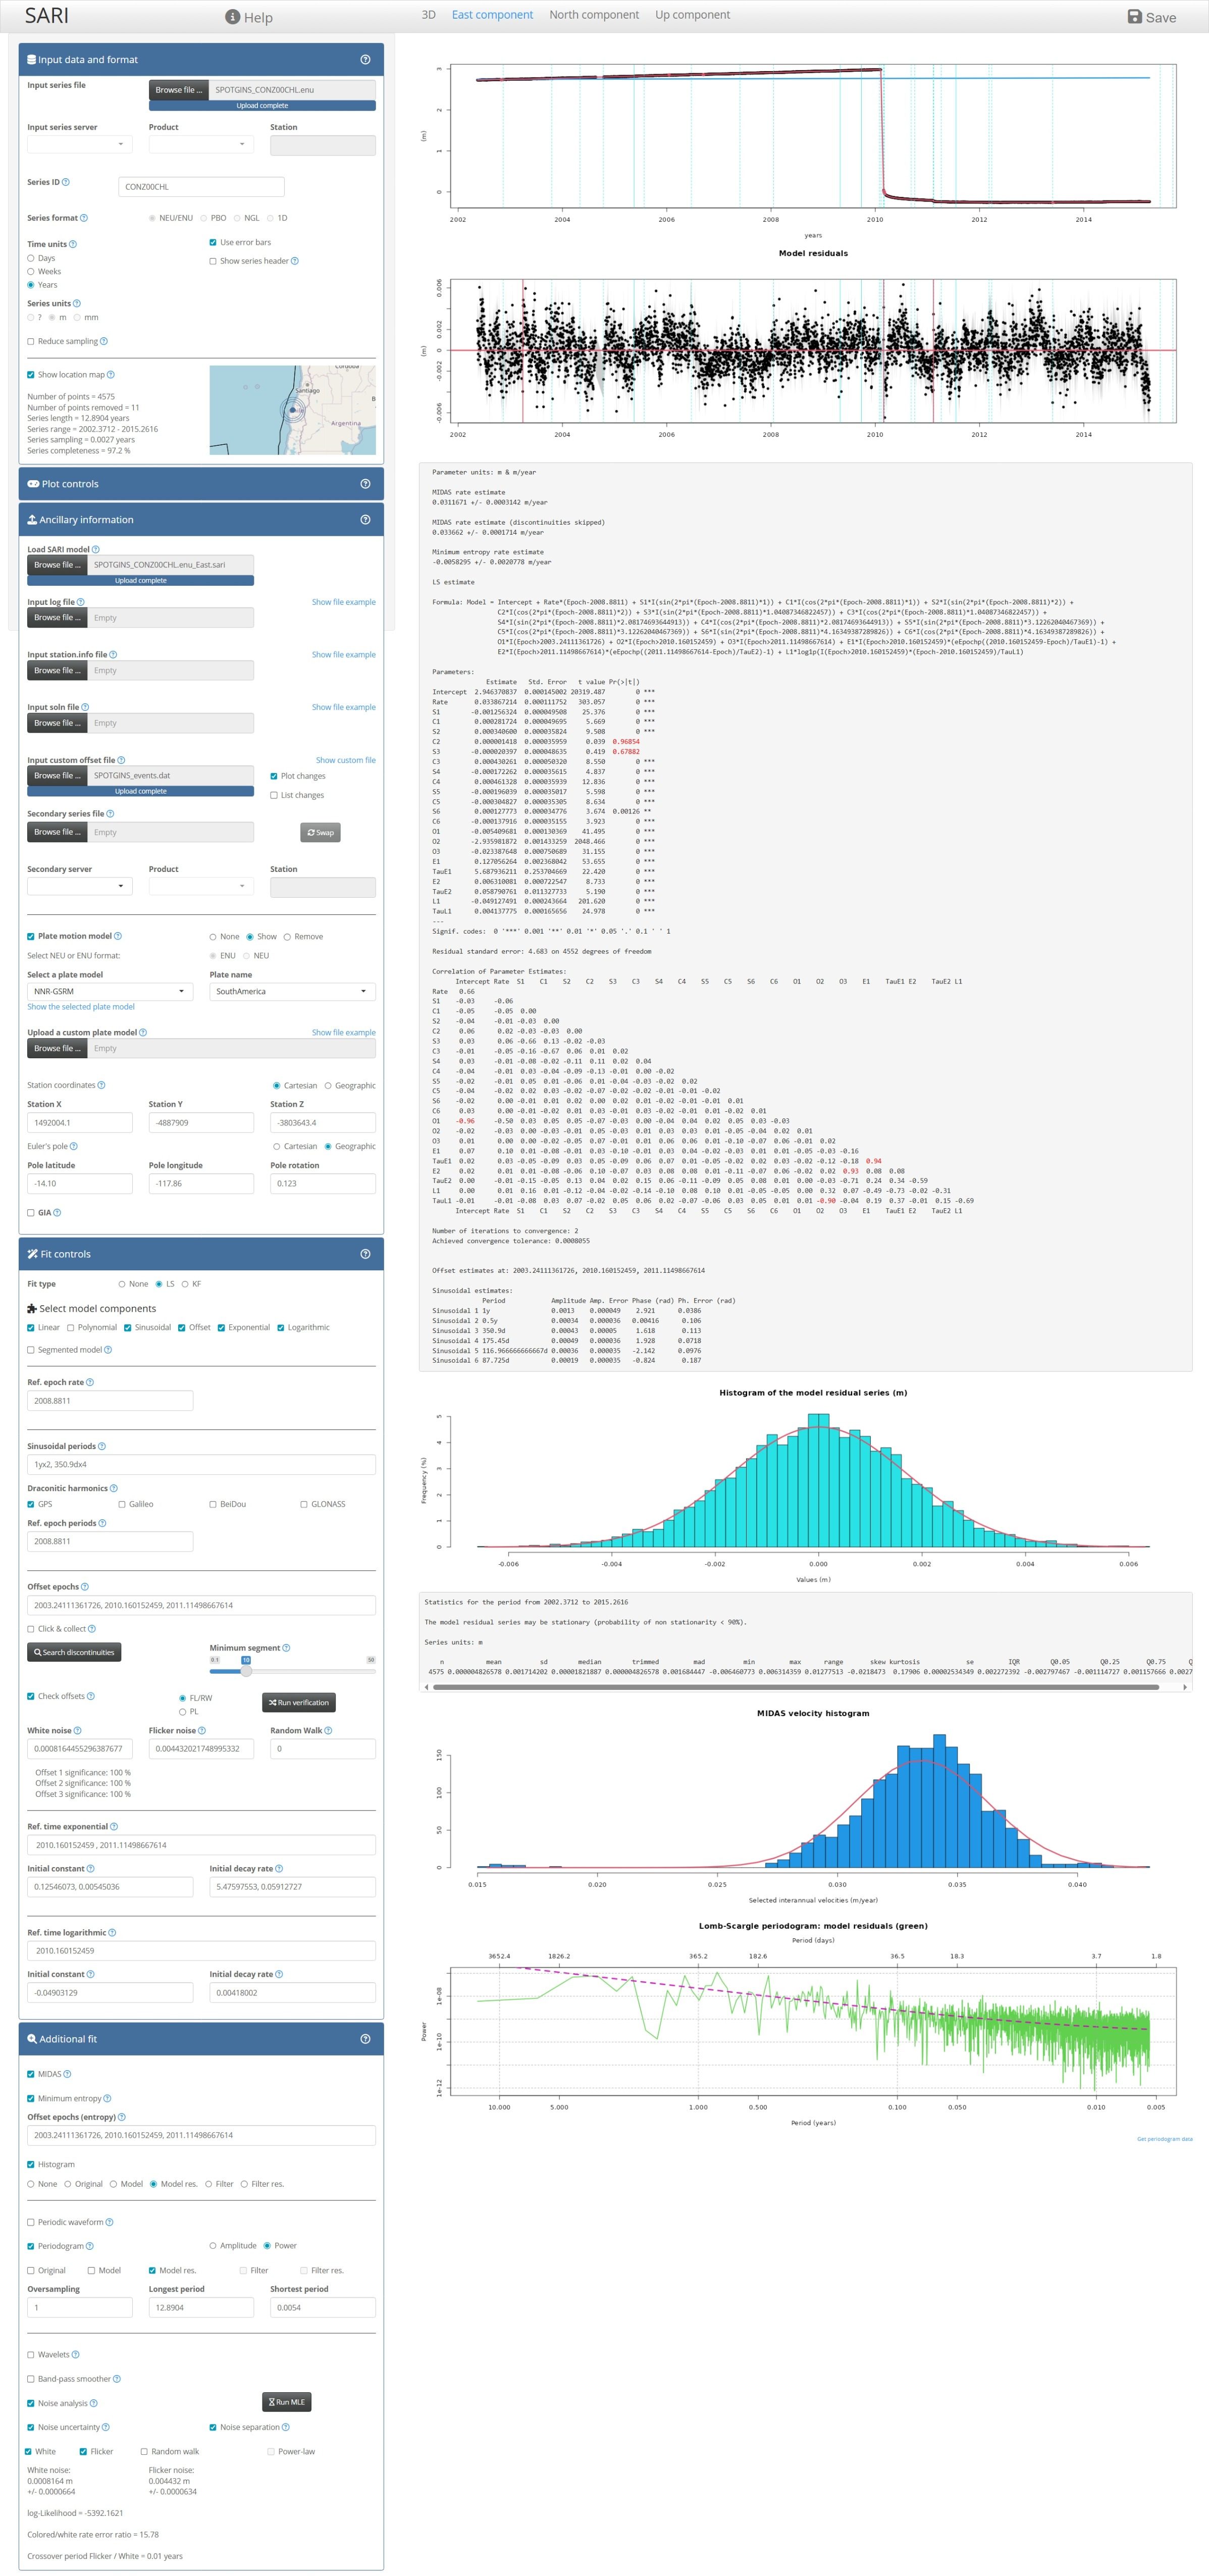 SARI
Help
3D East component North component Up component
Save
Input data and format
Input series file
Browse file ... SPOTGINS_CONZ00CHL.enu
Upload complete
Input series server Product Station
Series ID
CONZ00CHL
Series format NEU/ENU PBO NGL 1D
Time units
Use error bars
Days
Show series header
Weeks
Years
Series units
? m mm
Reduce sampling
Show location map
Number of points = 4575
Number of points removed = 11
Series length = 12.8904 years
Series range = 2002.3712 - 2015.2616
Series sampling = 0.0027 years
Series completeness = 97.2 %
Santiago
Argentina
Plot controls
Ancillary information
Load SARI model
Browse file ... SPOTGINS_CONZ00CHL.enu_East.sari
Upload complete
Input log file Show file example
Browse file ... Empty
Input station.info file Show file example
Browse file ... Empty
Input soln file Show file example
Browse file ... Empty
Input custom offset file Show custom file
Browse file ... SPOTGINS_events.dat
Plot changes
Upload complete
List changes
Secondary series file
Browse file ... Empty
Swap
Secondary server Product Station
Plate motion model None Show Remove
Select NEU or ENU format: ENU NEU
Select a plate model Plate name
NNR-GSRM SouthAmerica
Show the selected plate model
Upload a custom plate model Show file example
Browse file ... Empty
Station coordinates Cartesian Geographic
Station X Station Y Station Z
1492004.1 -4887909 -3803643.4
Euler's pole Cartesian Geographic
Pole latitude Pole longitude Pole rotation
-14.10 -117.86 0.123
GIA
Fit controls
Fit type None LS KF
Select model components
Linear Polynomial Sinusoidal Offset Exponential Logarithmic
Segmented model
Ref. epoch rate
2008.8811
Sinusoidal periods
1yx2, 350.9dx4
Draconitic harmonics
GPS Galileo BeiDou GLONASS
Ref. epoch periods
2008.8811
Offset epochs
2003.24111361726, 2010.160152459, 2011.11498667614
Click & collect
Search discontinuities
Minimum segment
0.1 10 50
Check offsets
FL/RW
PL
Run verification
White noise Flicker noise Random Walk
0.0008164455296387677 0.004432021748995332 0
Offset 1 significance: 100 %
Offset 2 significance: 100 %
Offset 3 significance: 100 %
Ref. time exponential
2010.160152459 , 2011.11498667614
Initial constant Initial decay rate
0.12546073, 0.00545036 5.47597553, 0.05912727
Ref. time logarithmic
2010.160152459
Initial constant Initial decay rate
-0.04903129 0.00418002
Additional fit
MIDAS
Minimum entropy
Offset epochs (entropy)
2003.24111361726, 2010.160152459, 2011.11498667614
Histogram
None Original Model Model res. Filter Filter res.
Periodic waveform
Periodogram Amplitude Power
Original Model Model res. Filter Filter res.
Oversampling Longest period Shortest period
1 12.8904 0.0054
Wavelets
Band-pass smoother
Noise analysis
Run MLE
Noise uncertainty Noise separation
White Flicker Random walk Power-law
White noise: Flicker noise:
0.0008164 m 0.004432 m
+/- 0.0000664 +/- 0.0000634
log-Likelihood = -5392.1621
Colored/white rate error ratio = 15.78
Crossover period Flicker / White = 0.01 years
3
2
1
0
(m)
2002 2004 2006 2008 2010 2012 2014
years
Model residuals
0.006
0.002
0
-0.002
-0.006
(m)
2002 2004 2006 2008 2010 2012 2014
Parameter units: m & m/year
MIDAS rate estimate
0.0311671 +/- 0.0003142 m/year
MIDAS rate estimate (discontinuities skipped)
0.033662 +/- 0.0001714 m/year
Minimum entropy rate estimate
-0.0058295 +/- 0.0020778 m/year
LS estimate
Formula: Model = Intercept + Rate*(Epoch-2008.8811) + S1*I(sin(2*pi*(Epoch-2008.8811)*1)) + C1*I(cos(2*pi*(Epoch-2008.8811)*1)) + S2*I(sin(2*pi*(Epoch-2008.8811)*2)) +
C2*I(cos(2*pi*(Epoch-2008.8811)*2)) + S3*I(sin(2*pi*(Epoch-2008.8811)*1.04087346822457)) + C3*I(cos(2*pi*(Epoch-2008.8811)*1.04087346822457)) +
S4*I(sin(2*pi*(Epoch-2008.8811)*2.08174693644913)) + C4*I(cos(2*pi*(Epoch-2008.8811)*2.08174693644913)) + S5*I(sin(2*pi*(Epoch-2008.8811)*3.1226204046​7369)) +
C5*I(cos(2*pi*(Epoch-2008.8811)*3.12262040467369)) + S6*I(sin(2*pi*(Epoch-2008.8811)*4.16349387289826)) + C6*I(cos(2*pi*(Epoch-2008.8811)*4.16349387289826)) +
O1*I(Epoch>2003.24111361726) + O2*I(Epoch>2010.160152459) + O3*I(Epoch>2011.11498667614) + E1*I(Epoch>2010.160152459)*(eEpochp((2010.160152459-Epoch)/TauE1)-1) +
E2*I(Epoch>2011.11498667614)*(eEpochp((2011.11498667614-Epoch)/TauE2)-1) + L1*log1p(I(Epoch>2010.160152459)*(Epoch-2010.160152459)/TauL1)
Parameters:
Estimate Std. Error t value Pr(>|t|)
Intercept 2.946370837 0.000145002 20319.487 0 ***
Rate 0.033867214 0.000111752 303.057 0 ***
S1 -0.001256324 0.000049508 25.376 0 ***
C1 0.000281724 0.000049695 5.669 0 ***
S2 0.000340600 0.000035824 9.508 0 ***
C2 0.000001418 0.000035959 0.039 0.96854
S3 -0.000020397 0.000048635 0.419 0.67882
C3 0.000430261 0.000050320 8.550 0 ***
S4 -0.000172262 0.000035615 4.837 0 ***
C4 0.000461328 0.000035939 12.836 0 ***
S5 -0.000196039 0.000035017 5.598 0 ***
C5 -0.000304827 0.000035305 8.634 0 ***
S6 0.000127773 0.000034776 3.674 0.00126 **
C6 -0.000137916 0.000035155 3.923 0 ***
O1 -0.005409681 0.000130369 41.495 0 ***
O2 -2.935981872 0.001433259 2048.466 0 ***
O3 -0.023387648 0.000750689 31.155 0 ***
E1 0.127056264 0.002368042 53.655 0 ***
TauE1 5.687936211 0.253704669 22.420 0 ***
E2 0.006310081 0.000722547 8.733 0 ***
TauE2 0.058790761 0.011327733 5.190 0 ***
L1 -0.049127491 0.000243664 201.620 0 ***
TauL1 0.004137775 0.000165656 24.978 0 ***
---
Signif. codes: 0 '***' 0.001 '**' 0.01 '*' 0.05 '.' 0.1 ' ' 1
Residual standard error: 4.683 on 4552 degrees of freedom
Correlation of Parameter Estimates:
Intercept Rate S1 C1 S2 C2 S3 C3 S4 C4 S5 C5 S6 C6 O1 O2 O3 E1 TauE1 E2 TauE2 L1
Rate 0.66
S1 -0.03 -0.06
C1 -0.05 -0.05 0.00
S2 -0.04 -0.01 -0.03 0.00
C2 0.06 0.02 -0.03 -0.03 0.00
S3 0.03 0.06 -0.66 0.13 -0.02 -0.03
C3 -0.01 -0.05 -0.16 -0.67 0.06 0.01 0.02
S4 0.03 -0.01 -0.08 -0.02 -0.11 0.11 0.02 0.04
C4 -0.04 -0.01 0.03 -0.04 -0.09 -0.13 -0.01 0.00 -0.02
S5 -0.02 -0.01 0.05 0.01 -0.06 0.01 -0.04 -0.03 -0.02 0.02
C5 -0.04 -0.02 0.02 0.03 -0.02 -0.07 -0.02 -0.02 -0.01 -0.01 -0.02
S6 -0.02 0.00 -0.01 0.01 0.02 0.00 0.02 0.01 -0.02 -0.01 -0.01 0.01
C6 0.03 0.00 -0.01 -0.02 0.01 0.03 -0.01 0.03 -0.02 -0.01 0.01 -0.02 0.01
O1 -0.96 -0.50 0.03 0.05 0.05 -0.07 -0.03 0.00 -0.04 0.04 0.02 0.05 0.03 -0.03
O2 -0.02 -0.03 0.00 -0.03 -0.01 0.05 -0.03 0.01 0.03 0.03 0.01 -0.05 -0.04 0.02 0.01
O3 0.01 0.00 0.00 -0.02 -0.05 0.07 -0.01 0.01 0.06 0.06 0.01 -0.10 -0.07 0.06 -0.01 0.02
E1 0.07 0.10 0.01 -0.08 -0.01 0.03 -0.10 -0.01 0.03 0.04 -0.02 -0.03 0.01 0.01 -0.05 -0.03 -0.16
TauE1 0.02 0.03 -0.05 -0.09 0.03 0.05 -0.09 0.06 0.07 0.01 -0.05 -0.02 0.02 0.03 -0.02 -0.12 -0.18 0.94
E2 0.02 0.01 0.01 -0.08 -0.06 0.10 -0.07 0.03 0.08 0.08 0.01 -0.11 -0.07 0.06 -0.02 0.02 0.93 0.08 0.08
TauE2 0.00 -0.01 -0.15 -0.05 0.13 0.04 0.02 0.15 0.06 -0.11 -0.09 0.05 0.08 0.01 0.00 -0.03 -0.71 0.24 0.34 -0.59
L1 0.00 0.01 0.16 0.01 -0.12 -0.04 -0.02 -0.14 -0.10 0.08 0.10 0.01 -0.05 -0.05 0.00 0.32 0.07 -0.49 -0.73 -0.02 -0.31
TauL1 -0.01 -0.01 -0.08 0.03 0.07 -0.02 0.05 0.06 0.02 -0.07 -0.06 0.03 0.05 0.01 0.01 -0.90 -0.04 0.19 0.37 -0.01 0.15 -0.69
Intercept Rate S1 C1 S2 C2 S3 C3 S4 C4 S5 C5 S6 C6 O1 O2 O3 E1 TauE1 E2 TauE2 L1
Number of iterations to convergence: 2
Achieved convergence tolerance: 0.0008055
Offset estimates at: 2003.24111361726, 2010.160152459, 2011.11498667614
Sinusoidal estimates:
Period Amplitude Amp. Error Phase (rad) Ph. Error (rad)
Sinusoidal 1 1y 0.0013 0.000049 2.921 0.0386
Sinusoidal 2 0.5y 0.00034 0.000036 0.00416 0.106
Sinusoidal 3 350.9d 0.00043 0.00005 1.618 0.113
Sinusoidal 4 175.45d 0.00049 0.000036 1.928 0.0718
Sinusoidal 5 116.966666666667d 0.00036 0.000035 -2.142 0.0976
Sinusoidal 6 87.725d 0.00019 0.000035 -0.824 0.187
Histogram of the model residual series (m)
5
4
3
2
1
0
Frequency (%)
-0.006 -0.004 -0.002 0.000 0.002 0.004 0.006
Values (m)
Statistics for the period from 2002.3712 to 2015.2616
The model residual series may be stationary (probability of non stationarity < 90%).
Series units: m
n mean sd median trimmed mad min max range skew kurtosis se IQR Q0.05 Q0.25 Q0.75 Q
4575 0.000004826578 0.001714202 0.00001821887 0.000004826578 0.001684447 -0.006460773 0.006314359 0.01277513 -0.0218473 0.17906 0.00002534349 0.002272392 -0.002797467 -0.001114727 0.001157666 0.0027
MIDAS velocity histogram
150
100
50
0
0.015 0.020 0.025 0.030 0.035 0.040
Selected interannual velocities (m/year)
Lomb-Scargle periodogram: model residuals (green)
Period (days)
3652.4 1826.2 365.2 182.6 36.5 18.3 3.7 1.8
1e-08
1e-10
1e-12
Power
10.000 5.000 1.000 0.500 0.100 0.050 0.010 0.005
Period (years)
Get periodogram data